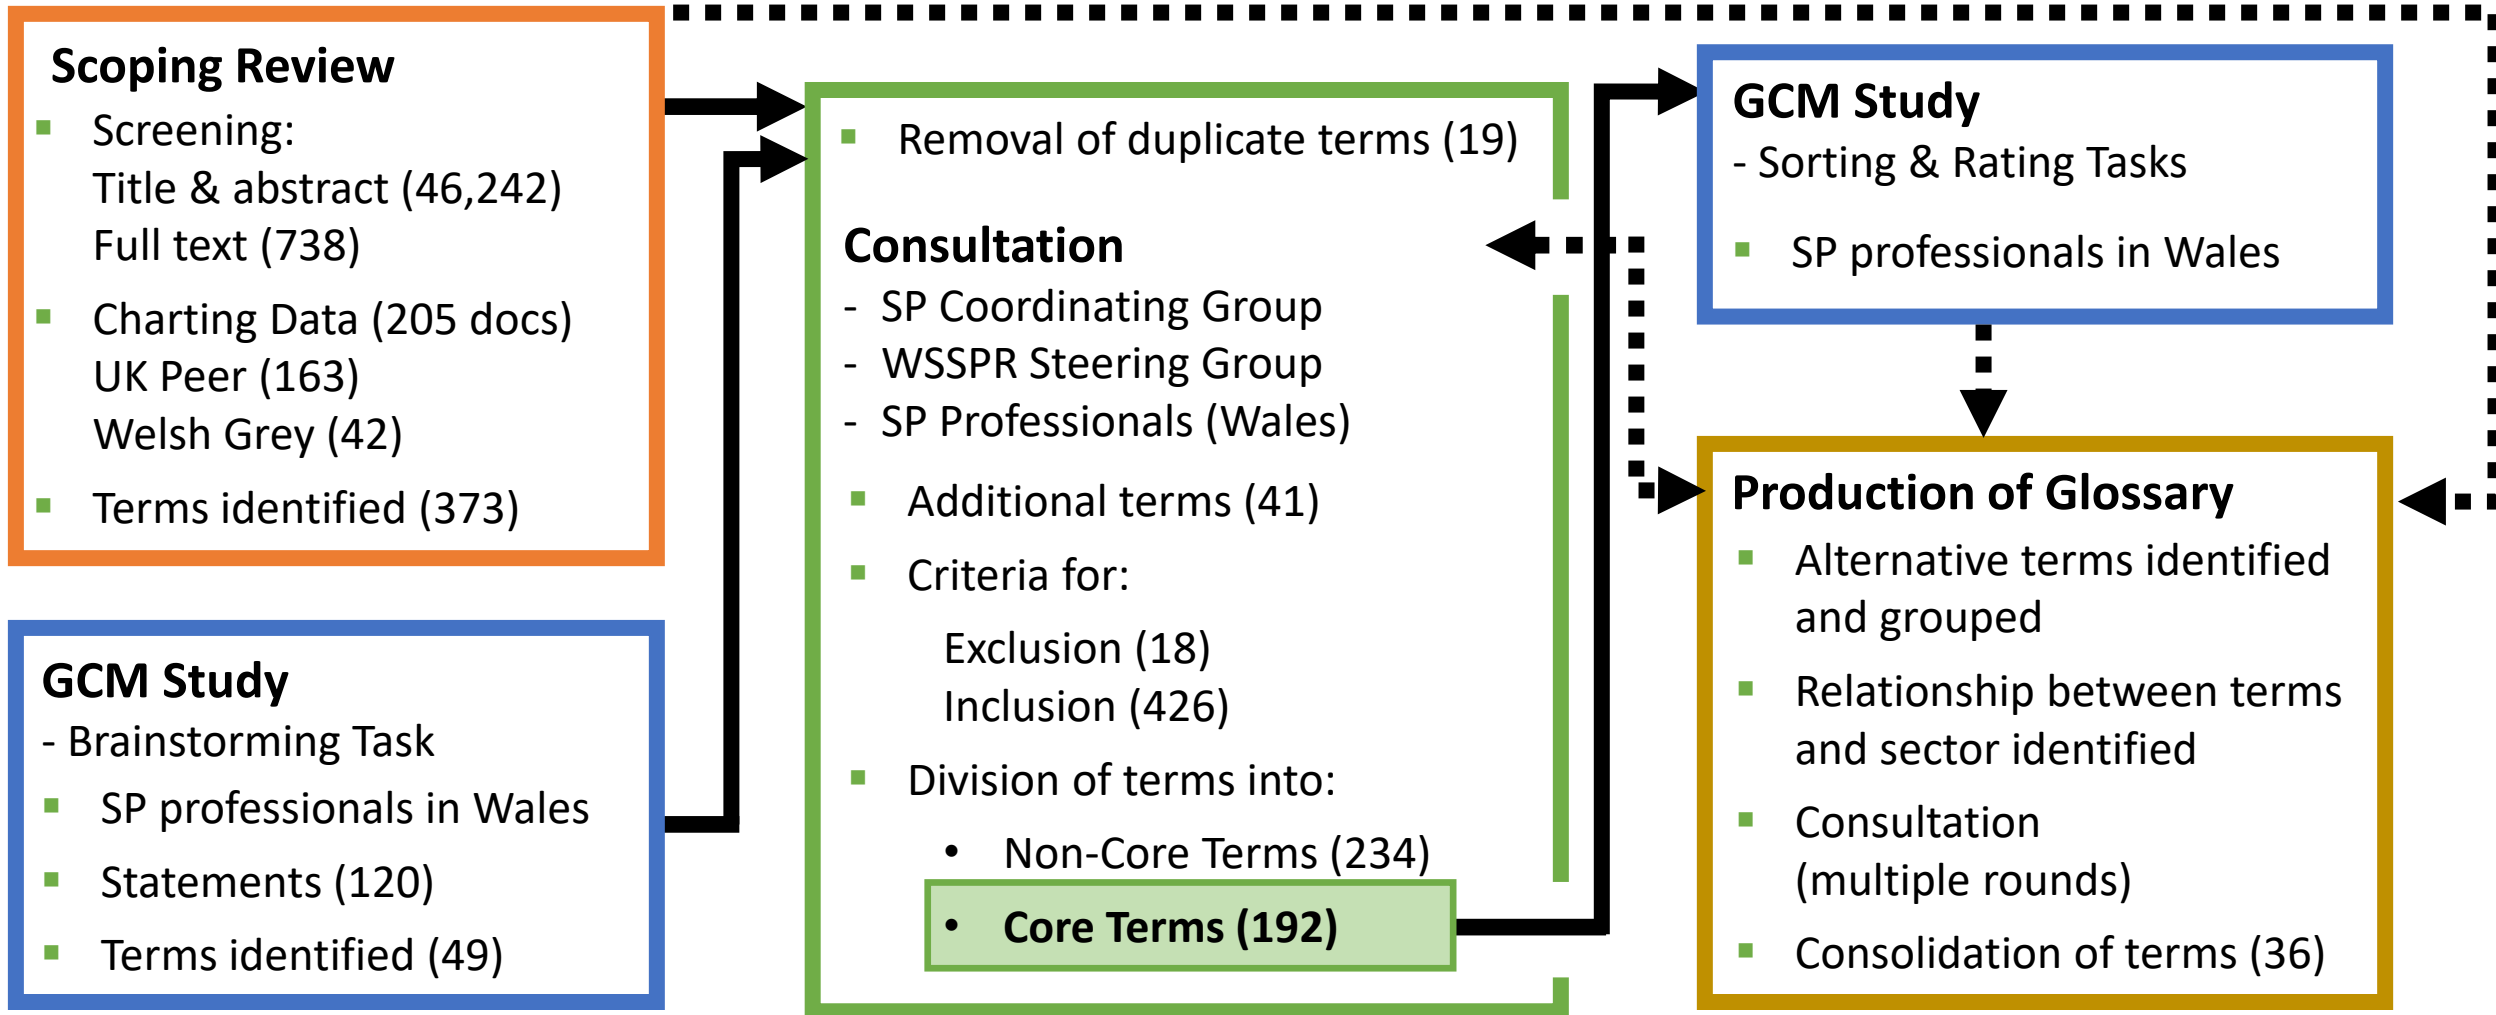 Scoping Review
▪ Screening:
Title & abstract (46,242)
Full text (738)
▪ Charting Data (205 docs)
UK Peer (163)
Welsh Grey (42)
▪ Terms identified (373)
GCM Study
- Brainstorming Task
▪ SP professionals in Wales
▪ Statements (120)
▪ Terms identified (49)
▪ Removal of duplicate terms (19)
Consultation
- SP Coordinating Group
- WSSPR Steering Group
- SP Professionals (Wales)
▪ Additional terms (41)
▪ Criteria for:
Exclusion (18)
Inclusion (426)
▪ Division of terms into:
• Non-Core Terms (234)
• Core Terms (192)
GCM Study
- Sorting & Rating Tasks
▪ SP professionals in Wales
Production of Glossary
▪ Alternative terms identified
and grouped
▪ Relationship between terms
and sector identified
▪ Consultation
(multiple rounds)
▪ Consolidation of terms (36)